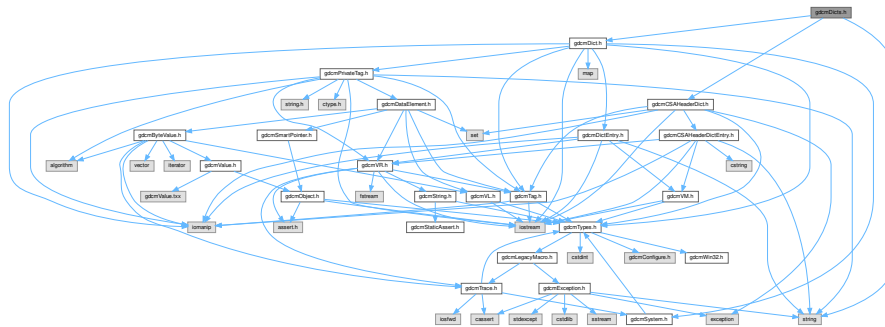 gdcmDicts.h
gdcmDict.h
gdcmPrivateTag.h
map
string.h
ctype.h
gdcmDataElement.h
gdcmCSAHeaderDict.h
gdcmByteValue.h
gdcmSmartPointer.h
set
gdcmDictEntry.h
gdcmCSAHeaderDictEntry.h
algorithm
vector
iterator
gdcmValue.h
gdcmVR.h
cstring
gdcmValue.txx
gdcmObject.h
fstream
gdcmString.h
gdcmVL.h
gdcmTag.h
gdcmVM.h
iomanip
assert.h
gdcmStaticAssert.h
iostream
gdcmTypes.h
gdcmLegacyMacro.h
cstdint
gdcmConfigure.h
gdcmWin32.h
gdcmTrace.h
gdcmException.h
iosfwd
cassert
stdexcept
cstdlib
sstream
gdcmSystem.h
exception
string